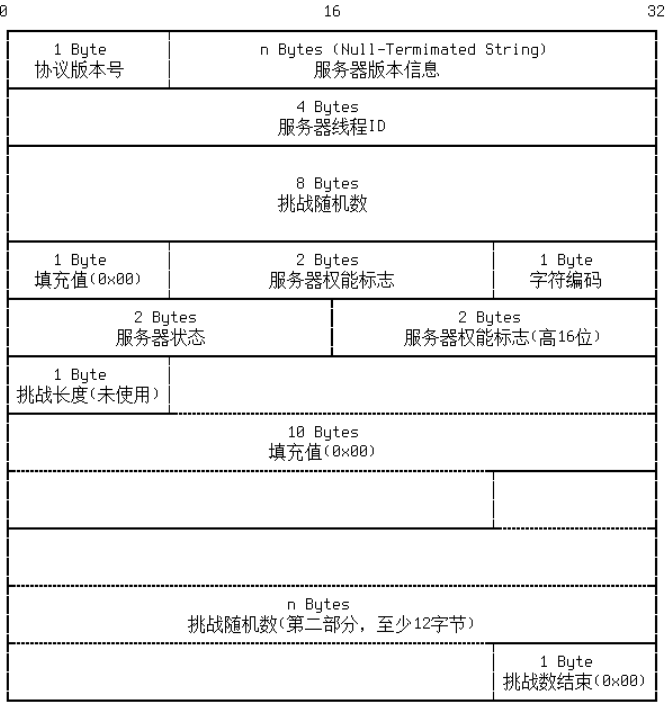 0 16 32
1 Byte n Bytes (Null-Termimated String)
协议版本号 服务器版本信息
4 Bytes
服务器线程ID
8 Bytes
挑战随机数
1 Byte 2 Bytes 1 Byte
填充值(0x00) 服务器权能标志 字符编码
2 Bytes 2 Bytes
服务器状态 服务器权能标志(高16位)
1 Byte
挑战长度(未使用)
10 Bytes
填充值(0x00)
n Bytes
挑战随机数(第二部分，至少12字节)
1 Byte
挑战数结束(0x00)